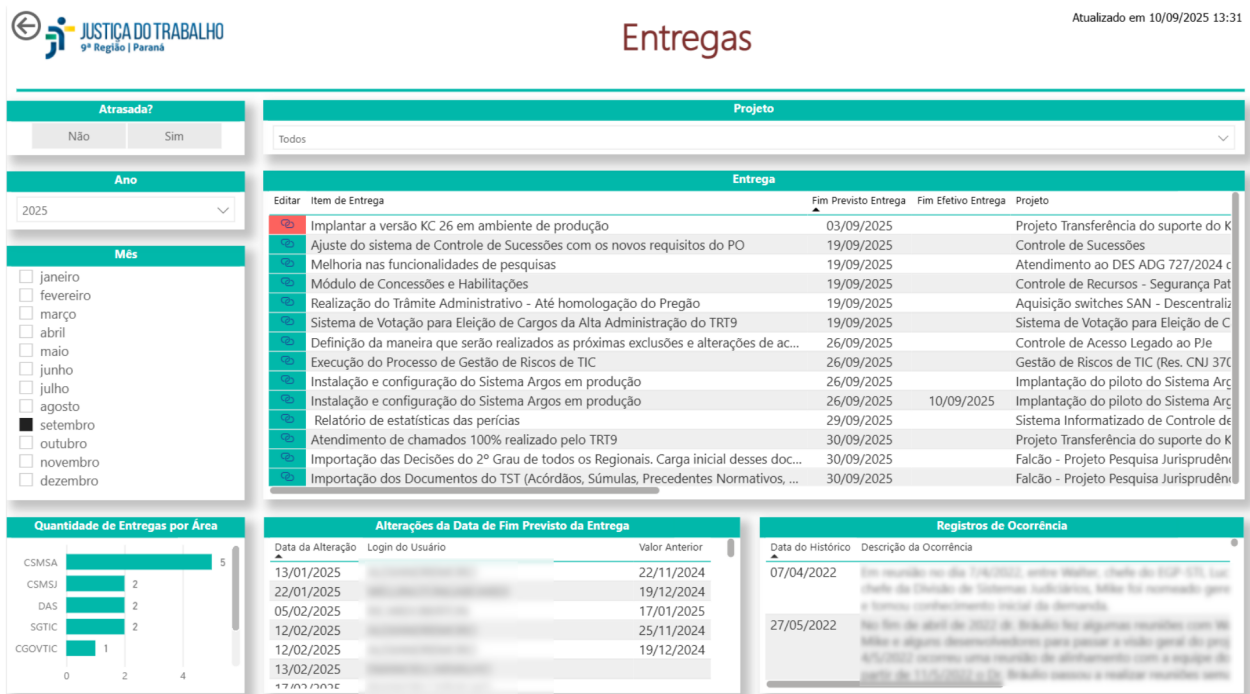 JUSTIÇA DO TRABALHO
9ª Região | Paraná
Entregas
Atualizado em 10/09/2025 13:31
Atrasada?
Não Sim
Projeto
Todos
Ano
2025
Mês
janeiro
fevereiro
março
abril
maio
junho
julho
agosto
setembro
outubro
novembro
dezembro
Entrega
Editar Item de Entrega Fim Previsto Entrega Fim Efetivo Entrega Projeto
Implantar a versão KC 26 em ambiente de produção 03/09/2025 Projeto Transferência do suporte do K
Ajuste do sistema de Controle de Sucessões com os novos requisitos do PO 19/09/2025 Controle de Sucessões
Melhoria nas funcionalidades de pesquisas 19/09/2025 Atendimento ao DES ADG 727/2024 c
Módulo de Concessões e Habilitações 19/09/2025 Controle de Recursos - Segurança Pat
Realização do Trâmite Administrativo - Até homologação do Pregão 19/09/2025 Aquisição switches SAN - Descentraliz
Sistema de Votação para Eleição de Cargos da Alta Administração do TRT9 19/09/2025 Sistema de Votação para Eleição de C
Definição da maneira que serão realizados as próximas exclusões e alterações de ac... 26/09/2025 Controle de Acesso Legado ao PJe
Execução do Processo de Gestão de Riscos de TIC 26/09/2025 Gestão de Riscos de TIC (Res. CNJ 370
Instalação e configuração do Sistema Argos em produção 26/09/2025 Implantação do piloto do Sistema Arg
Instalação e configuração do Sistema Argos em produção 26/09/2025 10/09/2025 Implantação do piloto do Sistema Arg
Relatório de estatísticas das perícias 29/09/2025 Sistema Informatizado de Controle de
Atendimento de chamados 100% realizado pelo TRT9 30/09/2025 Projeto Transferência do suporte do K
Importação das Decisões do 2º Grau de todos os Regionais. Carga inicial desses doc... 30/09/2025 Falcão - Projeto Pesquisa Jurisprudên
Importação dos Documentos do TST (Acórdãos, Súmulas, Precedentes Normativos, ... 30/09/2025 Falcão - Projeto Pesquisa Jurisprudên
Quantidade de Entregas por Área
CSMSA 5
CSMSJ 2
DAS 2
SGTIC 2
CGOVTIC 1
0 2 4
Alterações da Data de Fim Previsto da Entrega
Data da Alteração Login do Usuário Valor Anterior
13/01/2025 22/11/2024
22/01/2025 19/12/2024
05/02/2025 17/01/2025
12/02/2025 25/11/2024
12/02/2025 19/12/2024
13/02/2025
17/02/2025
Registros de Ocorrência
Data do Histórico Descrição da Ocorrência
07/04/2022
27/05/2022